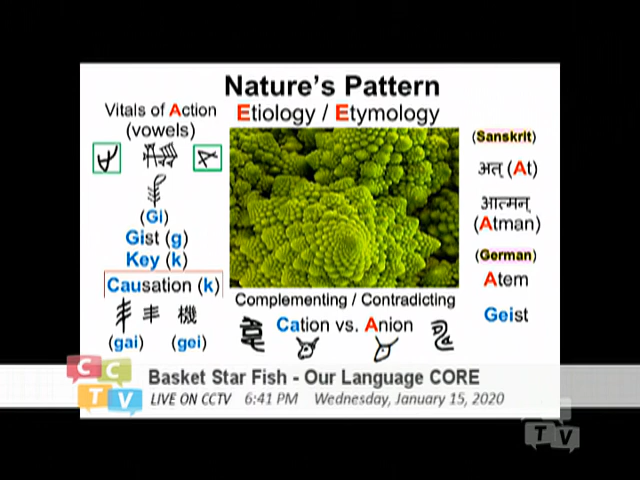 Nature's Pattern
Etiology / Etymology
Vitals of Action
(vowels)
(Gi)
Gist (g)
Key (k)
Causation (k)
丰 機
(gai) (gei)
(Sanskrit)
अत् (At)
आत्मन्
(Atman)
(German)
Atem
Geist
Complementing / Contradicting
Cation vs. Anion
CCTV
Basket Star Fish - Our Language CORE
LIVE ON CCTV 6:41 PM Wednesday, January 15, 2020
TV